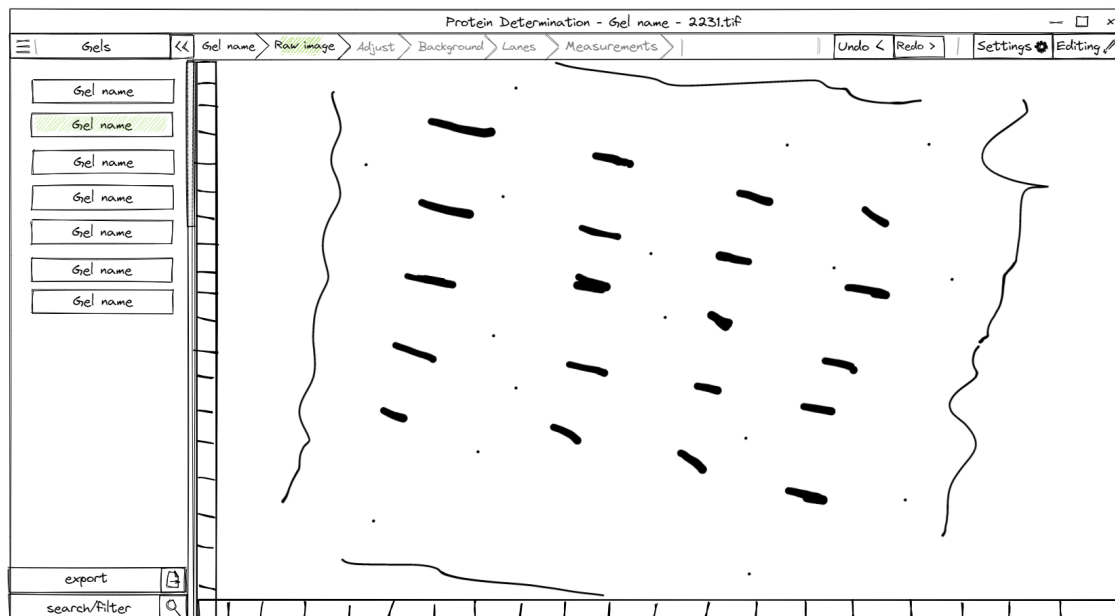 Protein Determination - Gel name - 2231.tif
Gels << Gel name Raw image Adjust Background Lanes Measurements Undo < Redo > Settings Editing
Gel name
Gel name
Gel name
Gel name
Gel name
Gel name
Gel name
export
search/filter